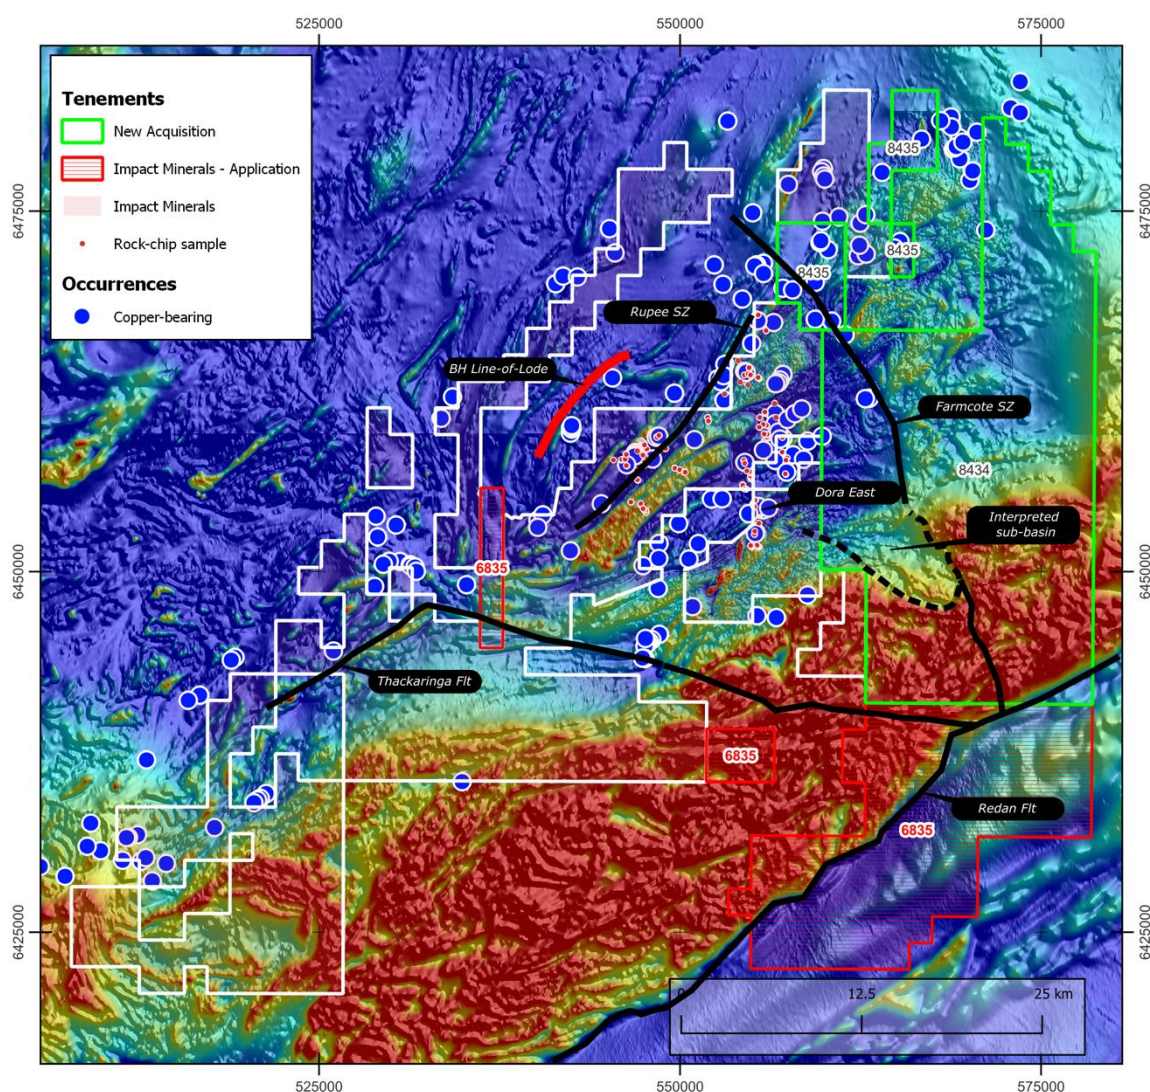 525000
550000
575000
Tenements
New Acquisition
Impact Minerals - Application
Impact Minerals
Rock-chip sample
Occurrences
Copper-bearing
8435
6475000
6475000
8435
8435
Rupee SZ
BH Line-of-Lode
Farmcote SZ
8434
Dora East
Interpreted
sub-basin
6450000
6835
6450000
Thackaringa Flt
6835
Redan Flt
6835
6425000
6425000
0
12.5
25 km
525000
550000
575000